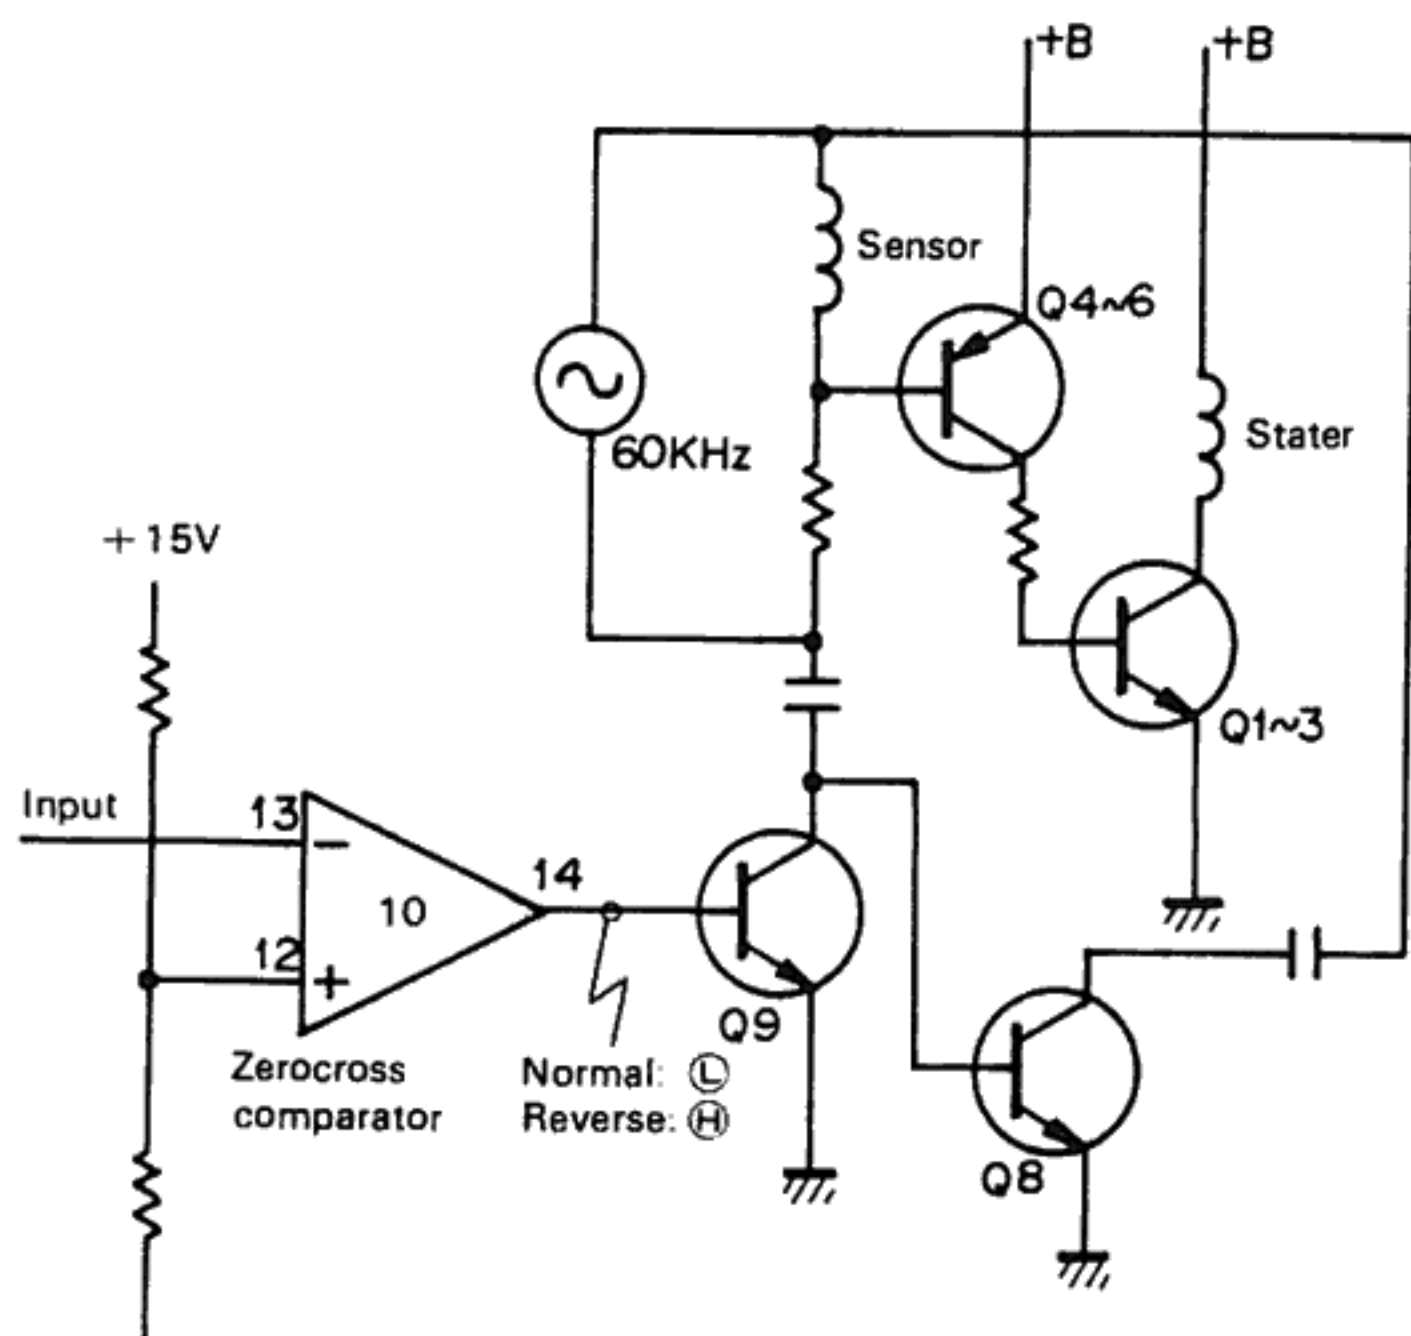 +B
+B
Sensor
Q4~6
60KHz
Stater
+15V
Q1~3
Input
13
−
14
10
12
+
Q9
Zerocross
comparator
Normal: Ⓛ
Reverse: Ⓗ
Q8